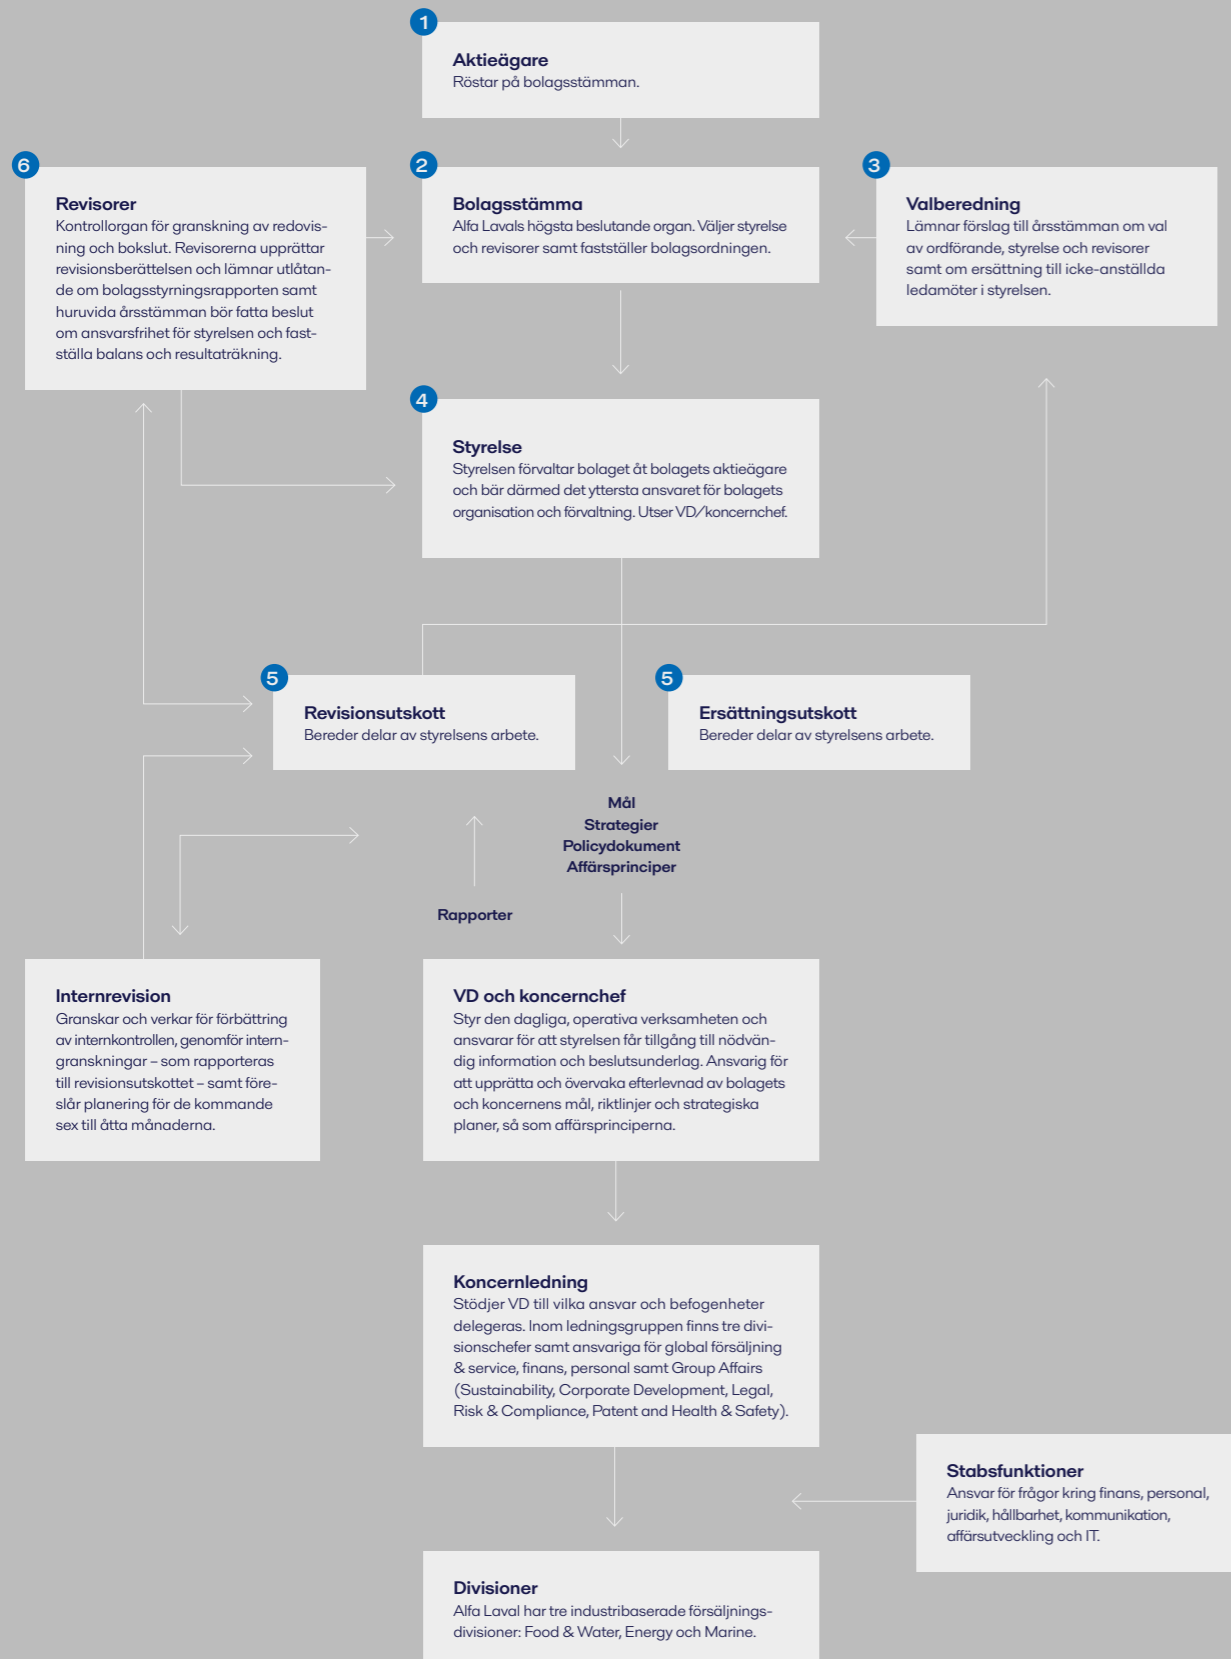 1
Aktieägare
Röstar på bolagsstämman.
6
Revisorer
Kontrollorgan för granskning av redovis-
ning och bokslut. Revisorerna upprättar
revisionsberättelsen och lämnar utlåtan-
de om bolagsstyrningsrapporten samt
huruvida årsstämman bör fatta beslut
om ansvarsfrihet för styrelsen och fast-
ställa balans och resultaträkning.
2
Bolagsstämma
Alfa Lavals högsta beslutande organ. Väljer styrelse
och revisorer samt fastställer bolagsordningen.
3
Valberedning
Lämnar förslag till årsstämman om val
av ordförande, styrelse och revisorer
samt om ersättning till icke-anställda
ledamöter i styrelsen.
4
Styrelse
Styrelsen förvaltar bolaget åt bolagets aktieägare
och bär därmed det yttersta ansvaret för bolagets
organisation och förvaltning. Utser VD/koncernchef.
5
Revisionsutskott
Bereder delar av styrelsens arbete.
5
Ersättningsutskott
Bereder delar av styrelsens arbete.
Mål
Strategier
Policydokument
Affärsprinciper
Rapporter
Internrevision
Granskar och verkar för förbättring
av internkontrollen, genomför intern-
granskningar – som rapporteras
till revisionsutskottet – samt före-
slår planering för de kommande
sex till åtta månaderna.
VD och koncernchef
Styr den dagliga, operativa verksamheten och
ansvarar för att styrelsen får tillgång till nödvän-
dig information och beslutsunderlag. Ansvarig för
att upprätta och övervaka efterlevnad av bolagets
och koncernens mål, riktlinjer och strategiska
planer, så som affärsprinciperna.
Koncernledning
Stödjer VD till vilka ansvar och befogenheter
delegeras. Inom ledningsgruppen finns tre divi-
sionschefer samt ansvariga för global försäljning
& service, finans, personal samt Group Affairs
(Sustainability, Corporate Development, Legal,
Risk & Compliance, Patent and Health & Safety).
Stabsfunktioner
Ansvar för frågor kring finans, personal,
juridik, hållbarhet, kommunikation,
affärsutveckling och IT.
Divisioner
Alfa Laval har tre industribaserade försäljnings-
divisioner: Food & Water, Energy och Marine.